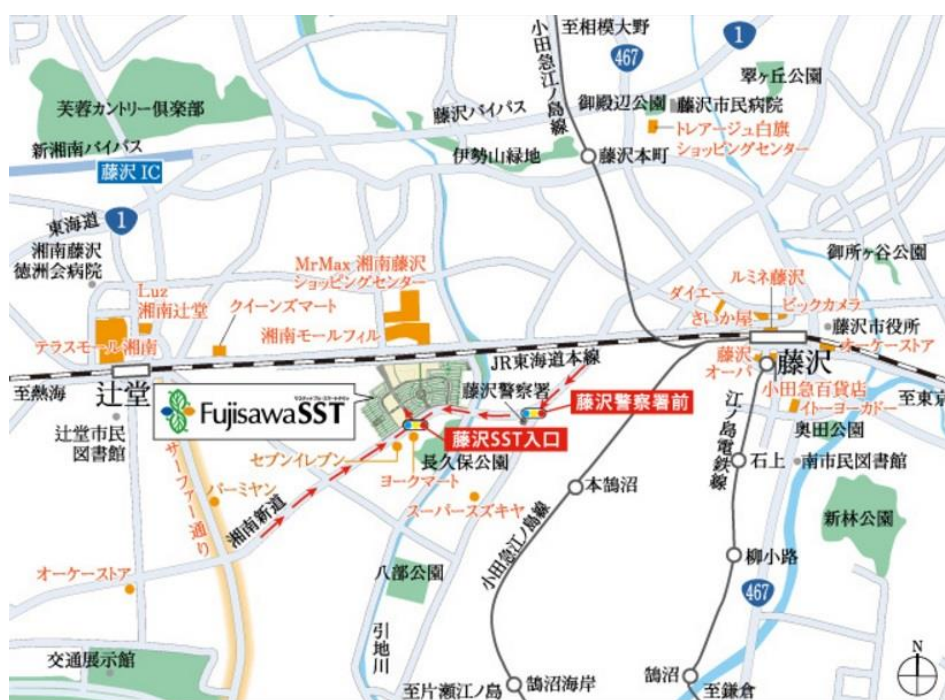 至相模大野
小田急江ノ島線
467
1
翠ヶ丘公園
芙蓉カントリー倶楽部
藤沢バイパス
御殿辺公園
藤沢市民病院
トレアージュ白旗
ショッピングセンター
新湘南バイパス
藤沢 IC
伊勢山緑地
藤沢本町
1
東海道
湘南藤沢
徳洲会病院
御所ヶ谷公園
MrMax 湘南藤沢
ショッピングセンター
ルミネ藤沢
Luz
湘南辻堂
クイーンズマート
湘南モールフィル
ダイエー
さいか屋
ビックカメラ
テラスモール湘南
藤沢市役所
オーケーストア
JR東海道本線
至熱海
辻堂
藤沢
オーパ
藤沢
至東京
FujisawaSST
藤沢警察署
藤沢警察署前
小田急百貨店
イトーヨーカドー
奥田公園
辻堂市民
図書館
藤沢SST入口
セブンイレブン
長久保公園
ヨークマート
江ノ島電鉄線
石上
南市民図書館
サーファー通り
バーミヤン
湘南新道
スーパースズキヤ
本鵠沼
小田急江ノ島線
新林公園
オーケーストア
八部公園
柳小路
467
引地川
交通展示館
至片瀬江ノ島
鵠沼海岸
鵠沼
至鎌倉
N